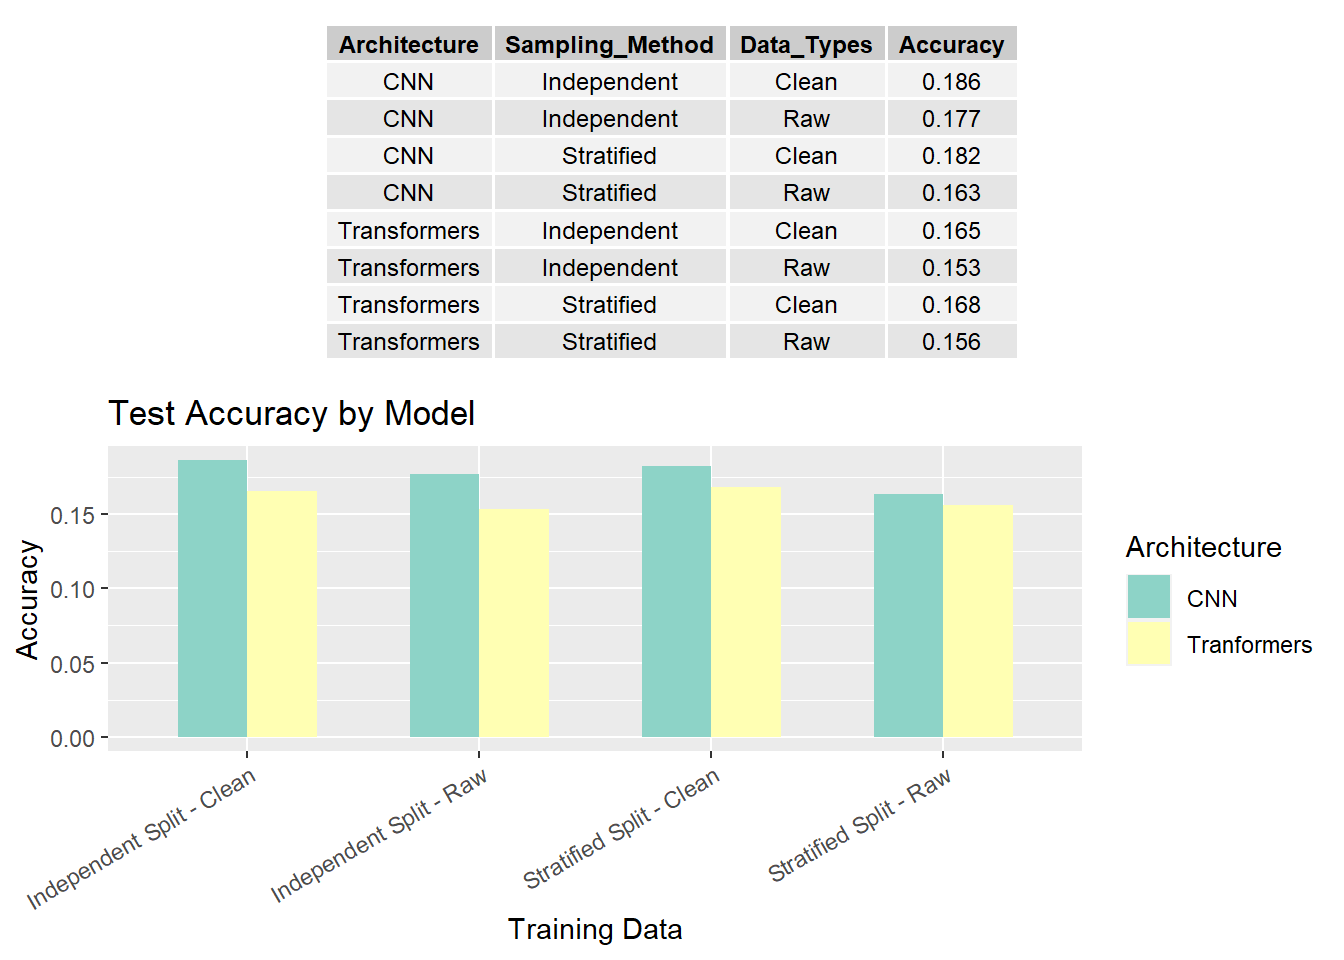 Architecture Sampling_Method Data_Types Accuracy
CNN Independent Clean 0.186
CNN Independent Raw 0.177
CNN Stratified Clean 0.182
CNN Stratified Raw 0.163
Transformers Independent Clean 0.165
Transformers Independent Raw 0.153
Transformers Stratified Clean 0.168
Transformers Stratified Raw 0.156
Test Accuracy by Model
Accuracy
0.15
0.10
0.05
0.00
Independent Split - Clean
Independent Split - Raw
Stratified Split - Clean
Stratified Split - Raw
Training Data
Architecture
CNN
Tranformers